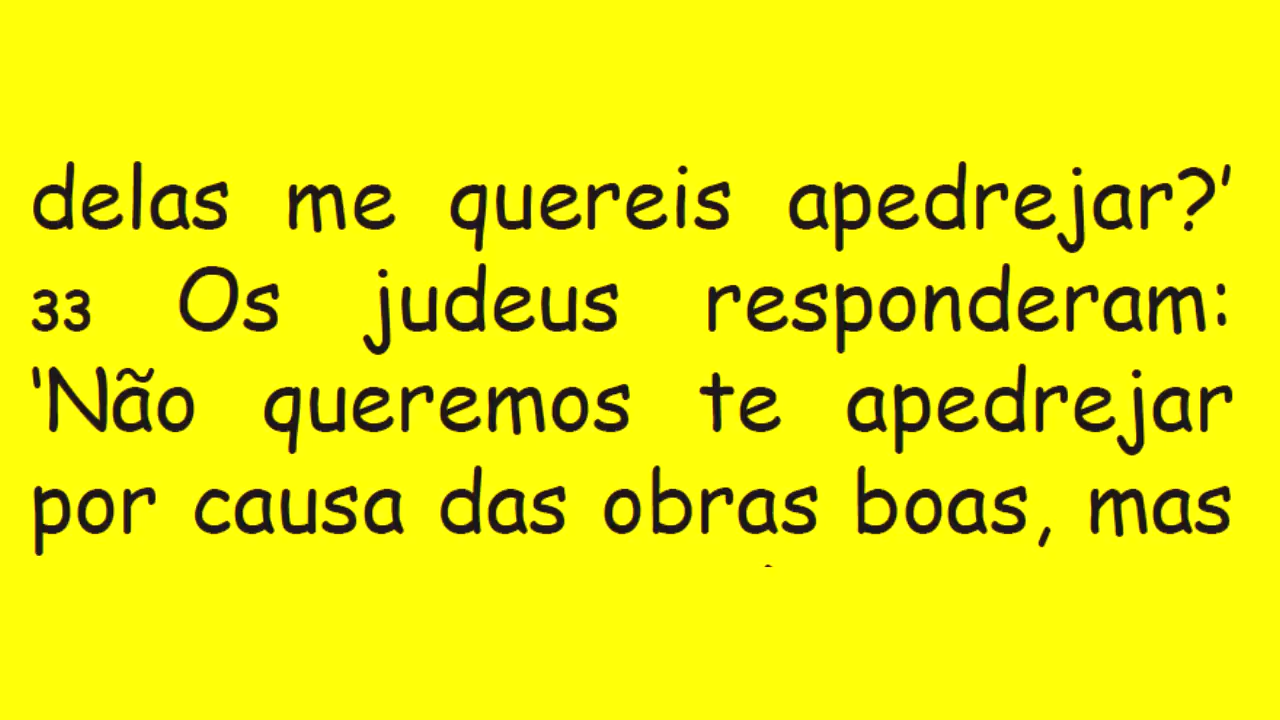 delas me quereis apedrejar?’
33 Os judeus responderam:
‘Não queremos te apedrejar
por causa das obras boas, mas